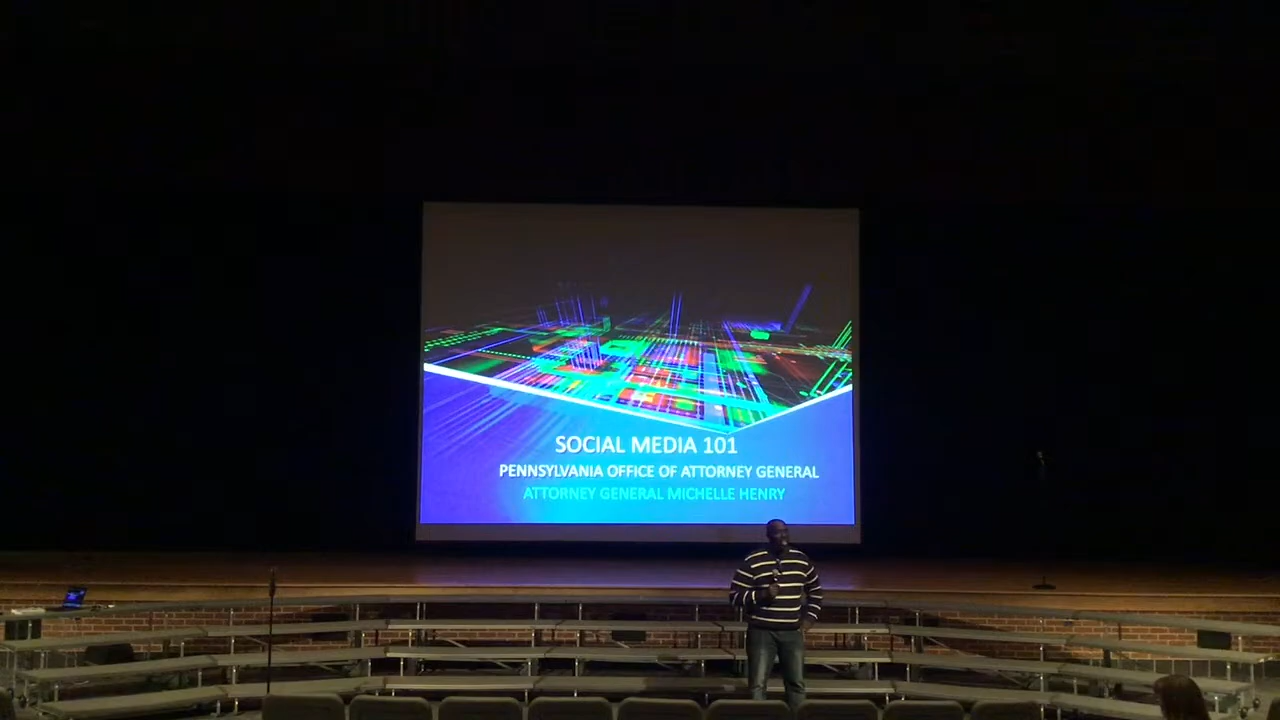 SOCIAL MEDIA 101
PENNSYLVANIA OFFICE OF ATTORNEY GENERAL
ATTORNEY GENERAL MICHELLE HENRY